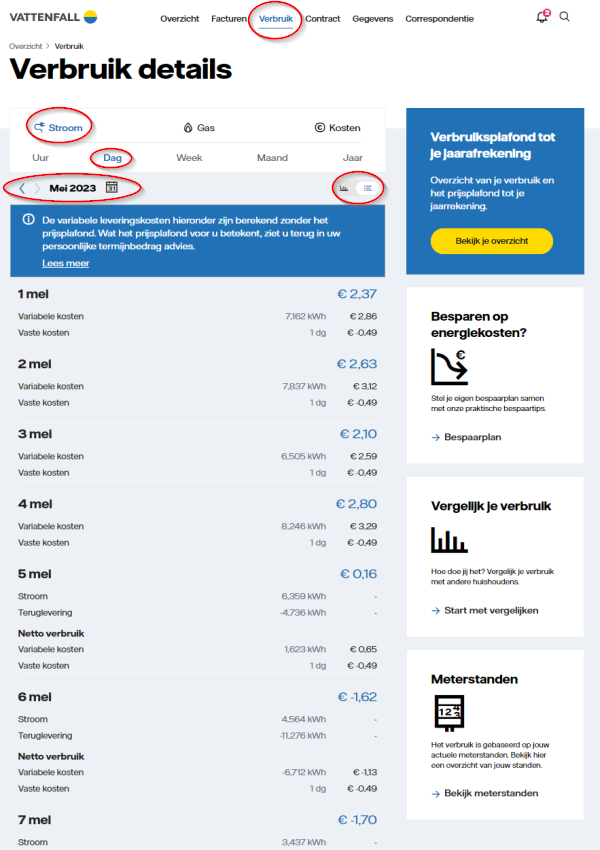 VATTENFALL
Overzicht Facturen Verbruik Contract Gegevens Correspondentie
Overzicht > Verbruik
Verbruik details
Stroom Gas Kosten
Uur Dag Week Maand Jaar
Mei 2023 31
De variabele leveringskosten hieronder zijn berekend zonder het
prijsplafond. Wat het prijsplafond voor u betekent, ziet u terug in uw
persoonlijke termijnbedrag advies.
Lees meer
1 mei € 2,37
Variabele kosten 7,162 kWh € 2,86
Vaste kosten 1 dg € -0,49
2 mei € 2,63
Variabele kosten 7,837 kWh € 3,12
Vaste kosten 1 dg € -0,49
3 mei € 2,10
Variabele kosten 6,505 kWh € 2,59
Vaste kosten 1 dg € -0,49
4 mei € 2,80
Variabele kosten 8,246 kWh € 3,29
Vaste kosten 1 dg € -0,49
5 mei € 0,16
Stroom 6,359 kWh -
Teruglevering -4,736 kWh -
Netto verbruik
Variabele kosten 1,623 kWh € 0,65
Vaste kosten 1 dg € -0,49
6 mei € -1,62
Stroom 4,564 kWh -
Teruglevering -11,276 kWh -
Netto verbruik
Variabele kosten -6,712 kWh € -1,13
Vaste kosten 1 dg € -0,49
7 mei € -1,70
Stroom 3,437 kWh -
Verbruiksplafond tot
je jaarafrekening
Overzicht van je verbruik en
het prijsplafond tot je
jaarrekening.
Bekijk je overzicht
Besparen op
energiekosten?
€
Stel je eigen bespaarplan samen
met onze praktische bespaartips.
→ Bespaarplan
Vergelijk je verbruik
Hoe doe jij het? Vergelijk je verbruik
met andere huishoudens.
→ Start met vergelijken
Meterstanden
12 4 3
Het verbruik is gebaseerd op jouw
actuele meterstanden. Bekijk hier
een overzicht van jouw standen.
→ Bekijk meterstanden